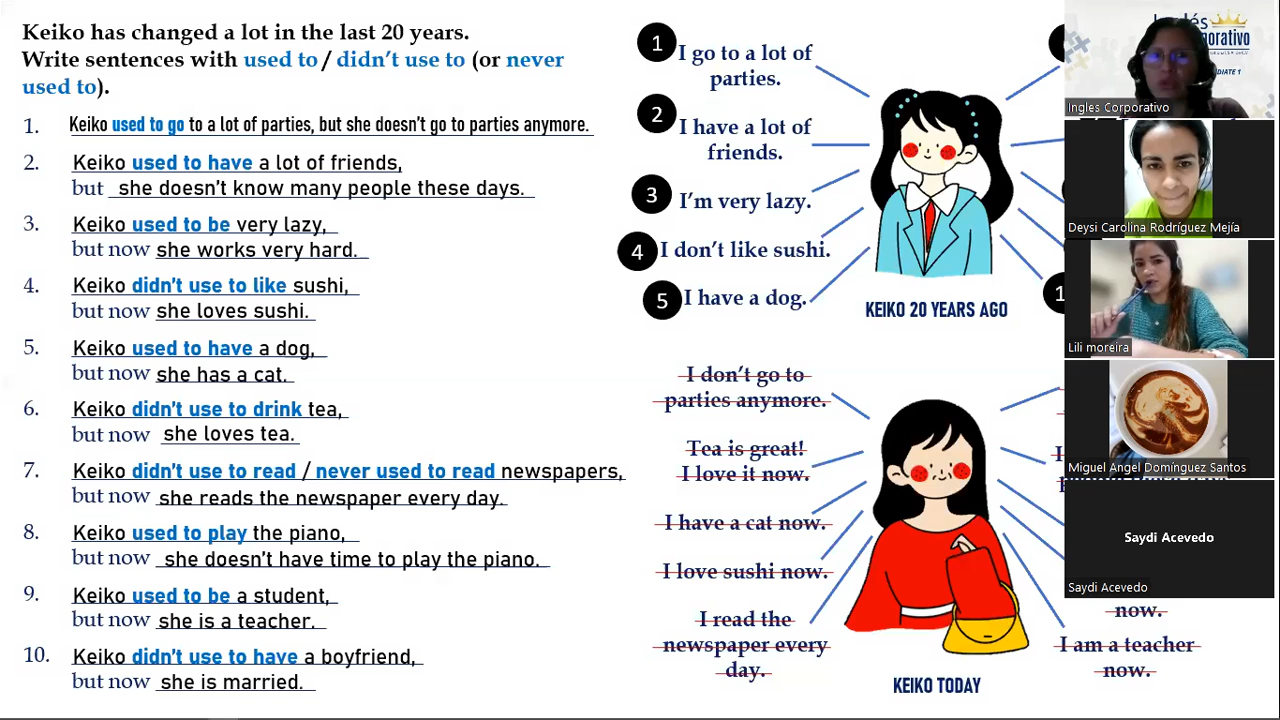 Keiko has changed a lot in the last 20 years.
Write sentences with used to / didn't use to (or never
used to).
1. Keiko used to go to a lot of parties, but she doesn't go to parties anymore.
2. Keiko used to have a lot of friends,
but she doesn't know many people these days.
3. Keiko used to be very lazy,
but now she works very hard.
4. Keiko didn't use to like sushi,
but now she loves sushi.
5. Keiko used to have a dog,
but now she has a cat.
6. Keiko didn't use to drink tea,
but now she loves tea.
7. Keiko didn't use to read / never used to read newspapers,
but now she reads the newspaper every day.
8. Keiko used to play the piano,
but now she doesn't have time to play the piano.
9. Keiko used to be a student,
but now she is a teacher.
10. Keiko didn't use to have a boyfriend,
but now she is married.
1 I go to a lot of
parties.
2 I have a lot of
friends.
3 I'm very lazy.
4 I don't like sushi.
5 I have a dog.
KEIKO 20 YEARS AGO
I don't go to
parties anymore.
Tea is great!
I love it now.
I have a cat now.
I love sushi now.
I read the
newspaper every
day.
now.
I am a teacher
now.
KEIKO TODAY
Ingles Corporativo
Deysi Carolina Rodríguez Mejía
Lili moreira
Miguel Angel Domínguez Santos
Saydi Acevedo
Saydi Acevedo